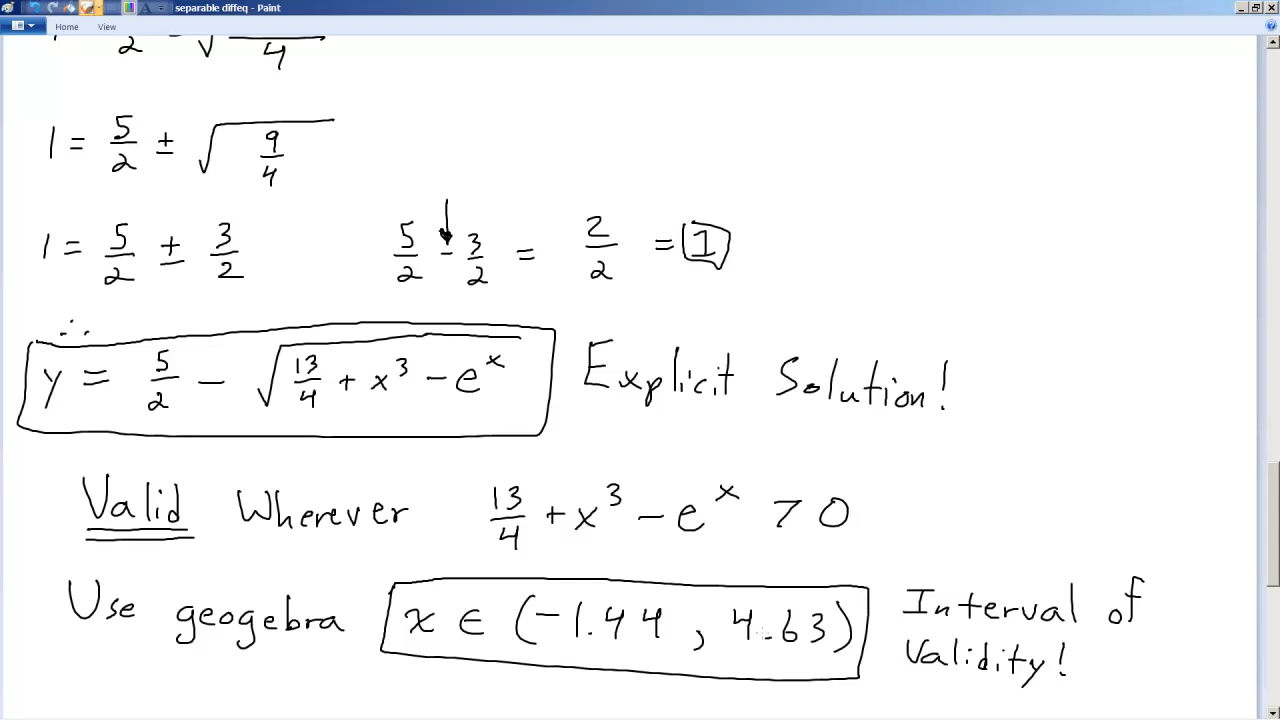 separable diffeq - Paint
Home View
2 √ 4
1 = 5/2 ± √(9/4)
1 = 5/2 ± 3/2    5/2 - 3/2 = 2/2 = 1
∴
y = 5/2 - √(13/4 + x³ - eˣ)    Explicit Solution!
Valid Wherever 13/4 + x³ - eˣ > 0
Use geogebra x ∈ (-1.44, 4.63) Interval of
Validity!